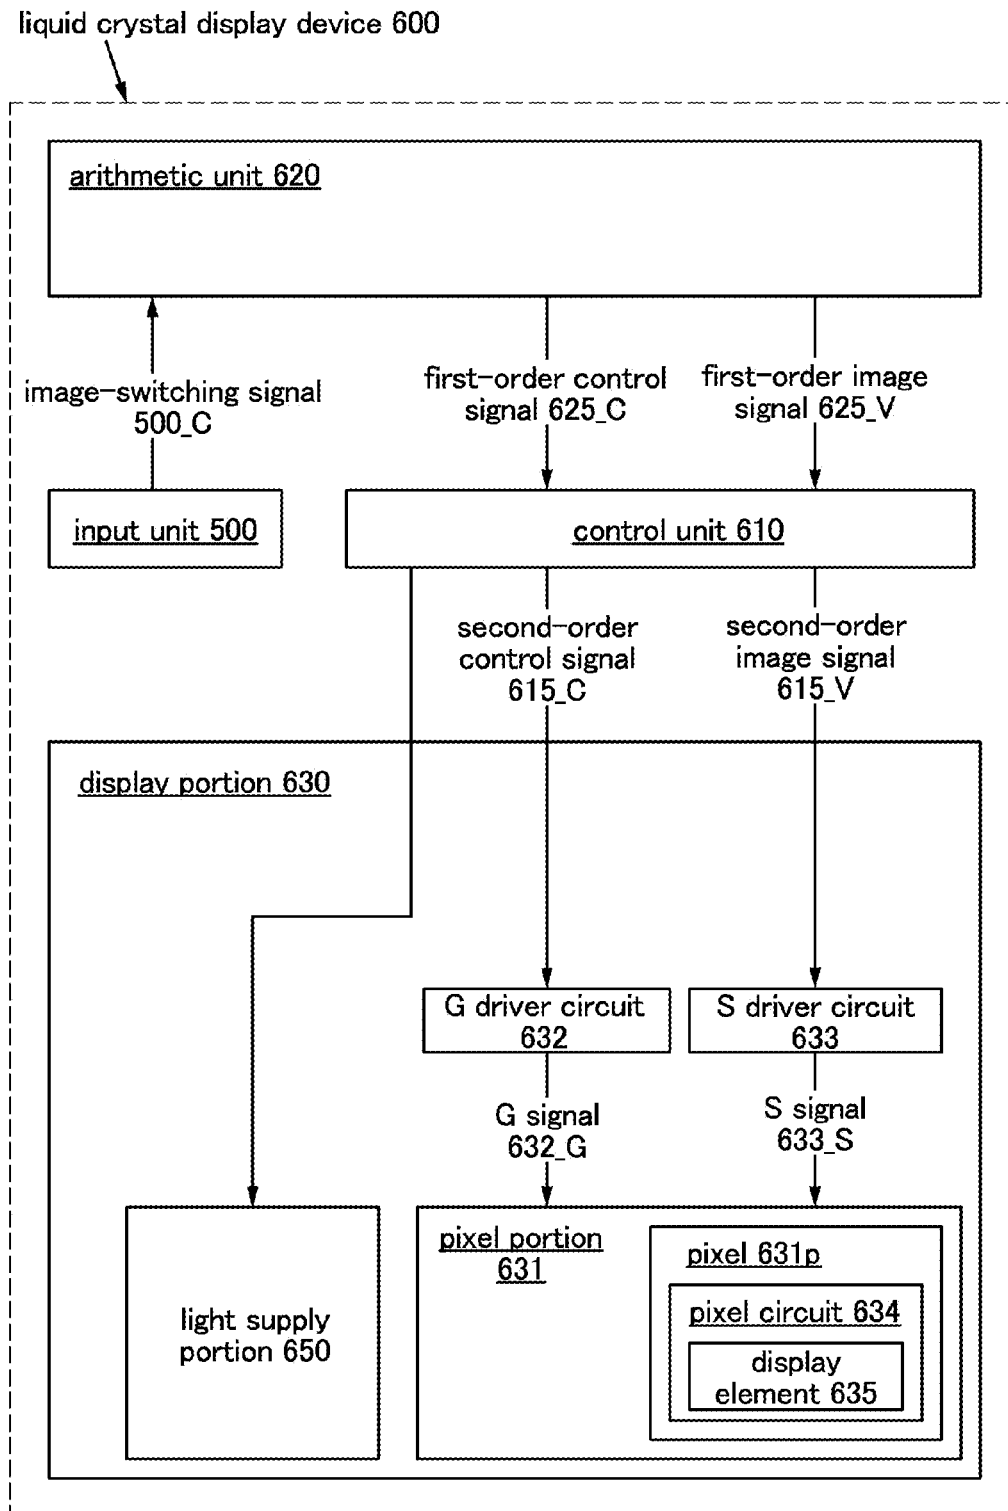 liquid crystal display device 600
arithmetic unit 620
image-switching signal
500_C
first-order control
signal 625_C
first-order image
signal 625_V
input unit 500
control unit 610
second-order
control signal
615_C
second-order
image signal
615_V
display portion 630
G driver circuit
632
S driver circuit
633
G signal
632_G
S signal
633_S
light supply
portion 650
pixel portion
631
pixel 631p
pixel circuit 634
display
element 635